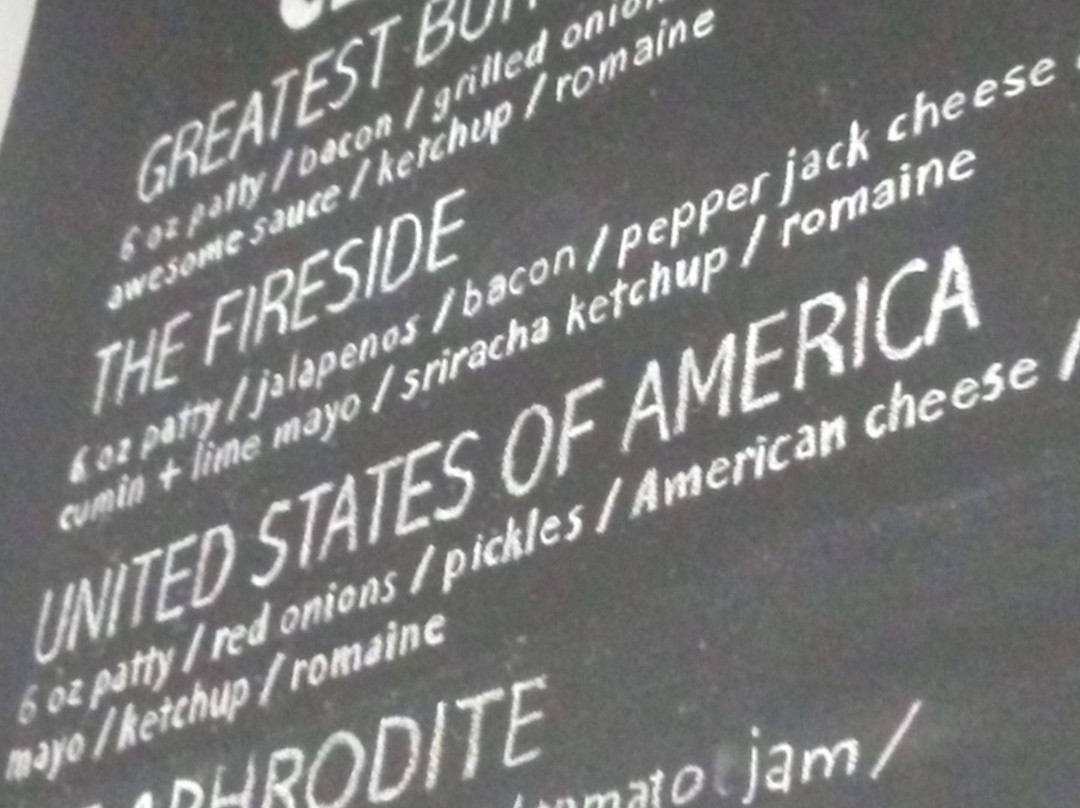 GREATEST
6 oz patty / bacon / grilled
awesome sauce / ketchup / romaine
THE FIRESIDE
6 oz patty / jalapenos / bacon / pepper jack cheese
cumin + lime mayo / sriracha ketchup / romaine
UNITED STATES OF AMERICA
6 oz patty / red onions / pickles / American cheese /
mayo / ketchup / romaine
jam /